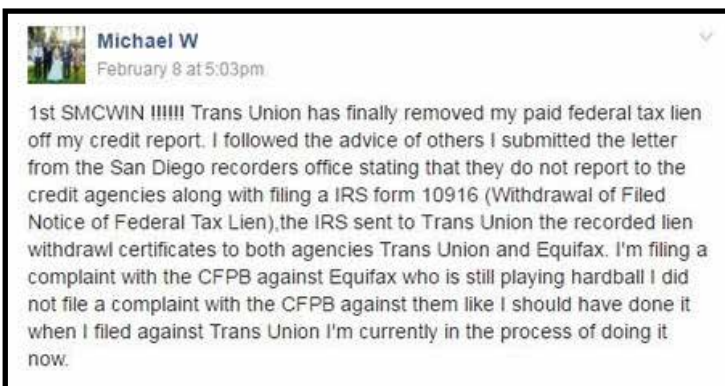 Michael W
February 8 at 5:03pm
1st SMCWIN !!!!!! Trans Union has finally removed my paid federal tax lien
off my credit report. I followed the advice of others I submitted the letter
from the San Diego recorders office stating that they do not report to the
credit agencies along with filing a IRS form 10916 (Withdrawal of Filed
Notice of Federal Tax Lien),the IRS sent to Trans Union the recorded lien
withdrawl certificates to both agencies Trans Union and Equifax. I'm filing a
complaint with the CFPB against Equifax who is still playing hardball I did
not file a complaint with the CFPB against them like I should have done it
when I filed against Trans Union I'm currently in the process of doing it
now.